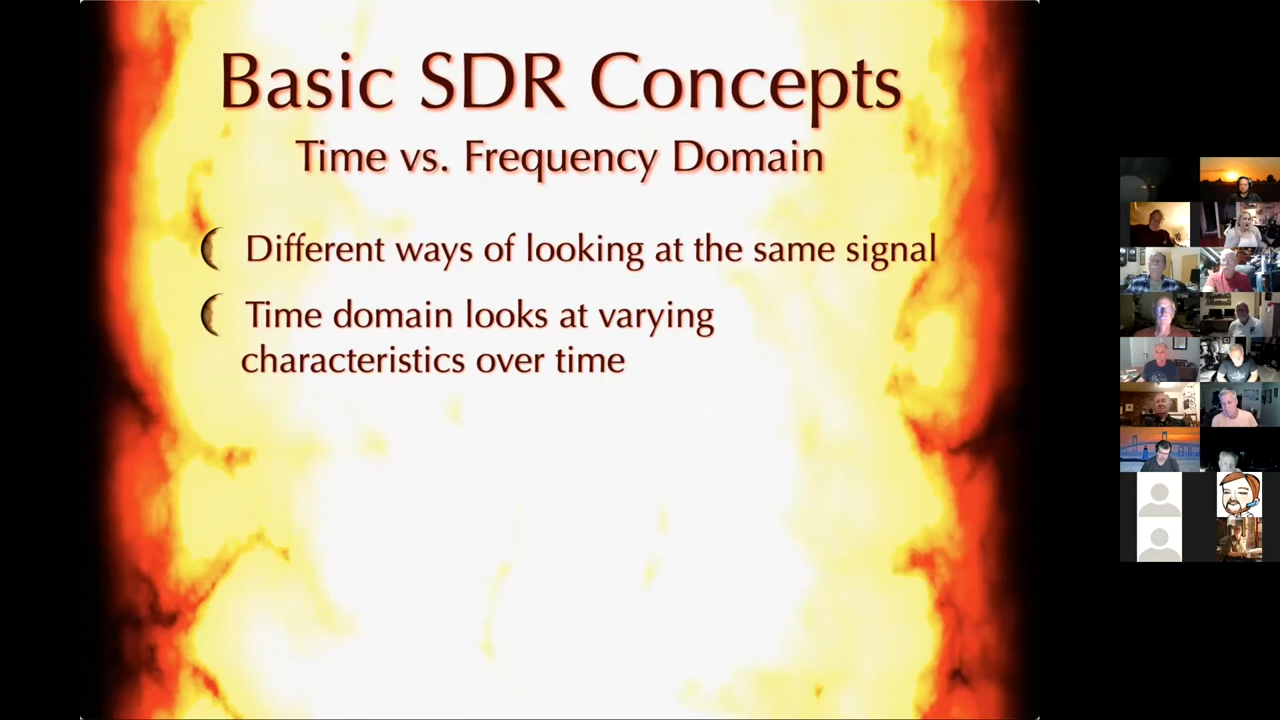 Basic SDR Concepts
Time vs. Frequency Domain
Different ways of looking at the same signal
Time domain looks at varying
characteristics over time